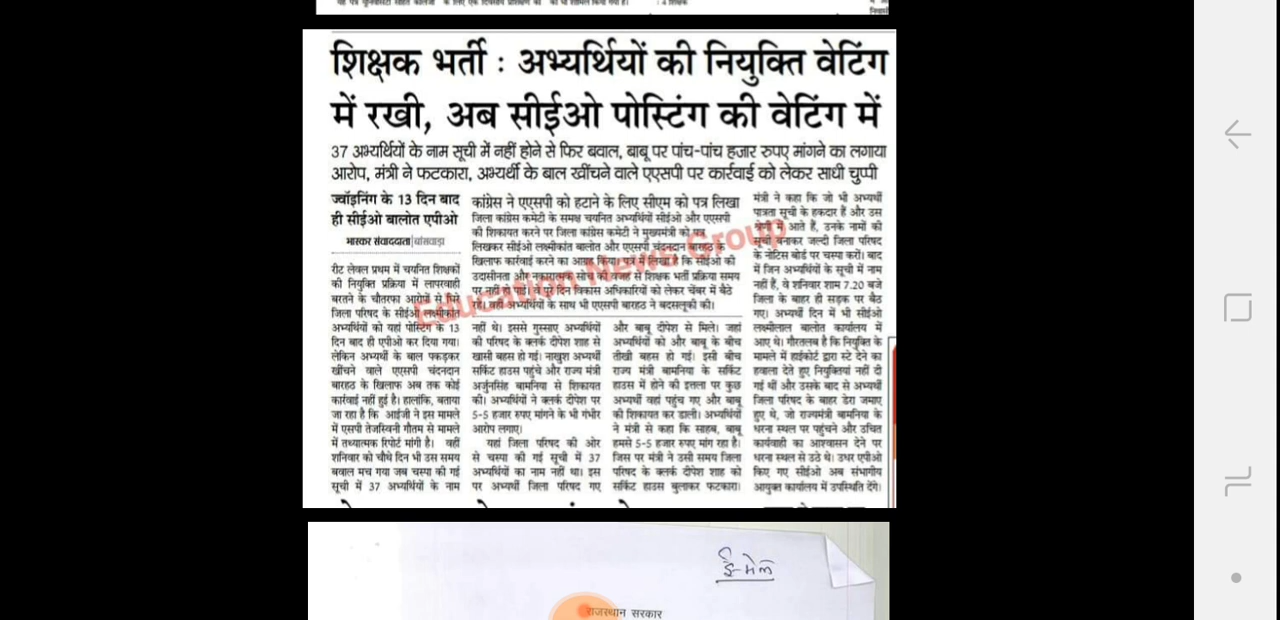 के लिए एक दिवसीय प्रशिक्षण का
को भी शामिल किया गया है।
: 4 शिक्षक
शिक्षक भर्ती : अभ्यर्थियों की नियुक्ति वेटिंग
में रखी, अब सीईओ पोस्टिंग की वेटिंग में
37 अभ्यर्थियों के नाम सूची में नहीं होने से फिर बवाल, बाबू पर पांच-पांच हजार रुपए मांगने का लगाया
आरोप, मंत्री ने फटकारा, अभ्यर्थी के बाल खींचने वाले एएसपी पर कार्रवाई को लेकर साधी चुप्पी
ज्वॉइनिंग के 13 दिन बाद
ही सीईओ बालोत एपीओ
भास्कर संवाददाता|बांसवाड़ा
रीट लेवल प्रथम में चयनित शिक्षकों
की नियुक्ति प्रक्रिया में लापरवाही
बरतने के चौतरफा आरोपों से घिरे
जिला परिषद के सीईओ लक्ष्मीकांत
अभ्यर्थियों को यहां पोस्टिंग के 13
दिन बाद ही एपीओ कर दिया गया।
लेकिन अभ्यर्थी के बाल पकड़कर
खींचने वाले एएसपी चंदनदान
बारहठ के खिलाफ अब तक कोई
कार्रवाई नहीं हुई है। हालांकि, बताया
जा रहा है कि आईजी ने इस मामले
में एसपी तेजस्विनी गौतम से मामले
में तथ्यात्मक रिपोर्ट मांगी है। वहीं
शनिवार को चौथे दिन भी उस समय
बवाल मच गया जब चस्पा की गई
सूची में 37 अभ्यर्थियों के नाम
कांग्रेस ने एएसपी को हटाने के लिए सीएम को पत्र लिखा
जिला कांग्रेस कमेटी के समक्ष चयनित अभ्यर्थियों सीईओ और एएसपी
की शिकायत करने पर जिला कांग्रेस कमेटी ने मुख्यमंत्री को पत्र
लिखकर सीईओ लक्ष्मीकांत बालोत और एएसपी चंदनदान बारहठ के
खिलाफ कार्रवाई करने का आग्रह किया। पत्र में लिखा है कि सीईओ की
उदासीनता और नकारात्मक सोच की वजह से शिक्षक भर्ती प्रक्रिया समय
पर नहीं हो पाई। वे पूरे दिन विकास अधिकारियों को लेकर चेंबर में बैठे
रहे। वहीं अभ्यर्थियों के साथ भी एएसपी बारहठ ने बदसलूकी की।
नहीं थे। इससे गुस्साए अभ्यर्थियों
की परिषद के क्लर्क दीपेश शाह से
खासी बहस हो गई। नाखुश अभ्यर्थी
सर्किट हाउस पहुंचे और राज्य मंत्री
अर्जुनसिंह बामनिया से शिकायत
की। अभ्यर्थियों ने क्लर्क दीपेश पर
5-5 हजार रुपए मांगने के भी गंभीर
आरोप लगाए।
यहां जिला परिषद की ओर
से चस्पा की गई सूची में 37
अभ्यर्थियों का नाम नहीं था। इस
पर अभ्यर्थी जिला परिषद गए
और बाबू दीपेश से मिले। जहां
अभ्यर्थियों को और बाबू के बीच
तीखी बहस हो गई। इसी बीच
राज्य मंत्री बामनिया के सर्किट
हाउस में होने की इत्तला पर कुछ
अभ्यर्थी वहां पहुंच गए और बाबू
की शिकायत कर डाली। अभ्यर्थियों
ने मंत्री से कहा कि साहब, बाबू
हमसे 5-5 हजार रुपए मांग रहा है।
जिस पर मंत्री ने उसी समय जिला
परिषद के क्लर्क दीपेश शाह को
सर्किट हाउस बुलाकर फटकारा।
मंत्री ने कहा कि जो भी अभ्यर्थी
पात्रता सूची के हकदार हैं और उस
श्रेणी में आते हैं, उनके नामों की
सूची बनाकर जल्दी जिला परिषद
के नोटिस बोर्ड पर चस्पा करों। बाद
में जिन अभ्यर्थियों के सूची में नाम
नहीं हैं, वे शनिवार शाम 7.20 बजे
जिला के बाहर ही सड़क पर बैठ
गए। अभ्यर्थी दिन में भी सीईओ
लक्ष्मीलाल बालोत कार्यालय में
आए थे। गौरतलब है कि नियुक्ति के
मामले में हाईकोर्ट द्वारा स्टे देने का
हवाला देते हुए नियुक्तियां नहीं दी
गई थीं और उसके बाद से अभ्यर्थी
जिला परिषद के बाहर डेरा जमाए
हुए थे, जो राज्यमंत्री बामनिया के
धरना स्थल पर पहुंचने और उचित
कार्यवाही का आश्वासन देने पर
धरना स्थल से उठे थे। उधर एपीओ
किए गए सीईओ अब संभागीय
आयुक्त कार्यालय में उपस्थिति देंगे।
Education News Group
ई-मेल
राजस्थान सरकार